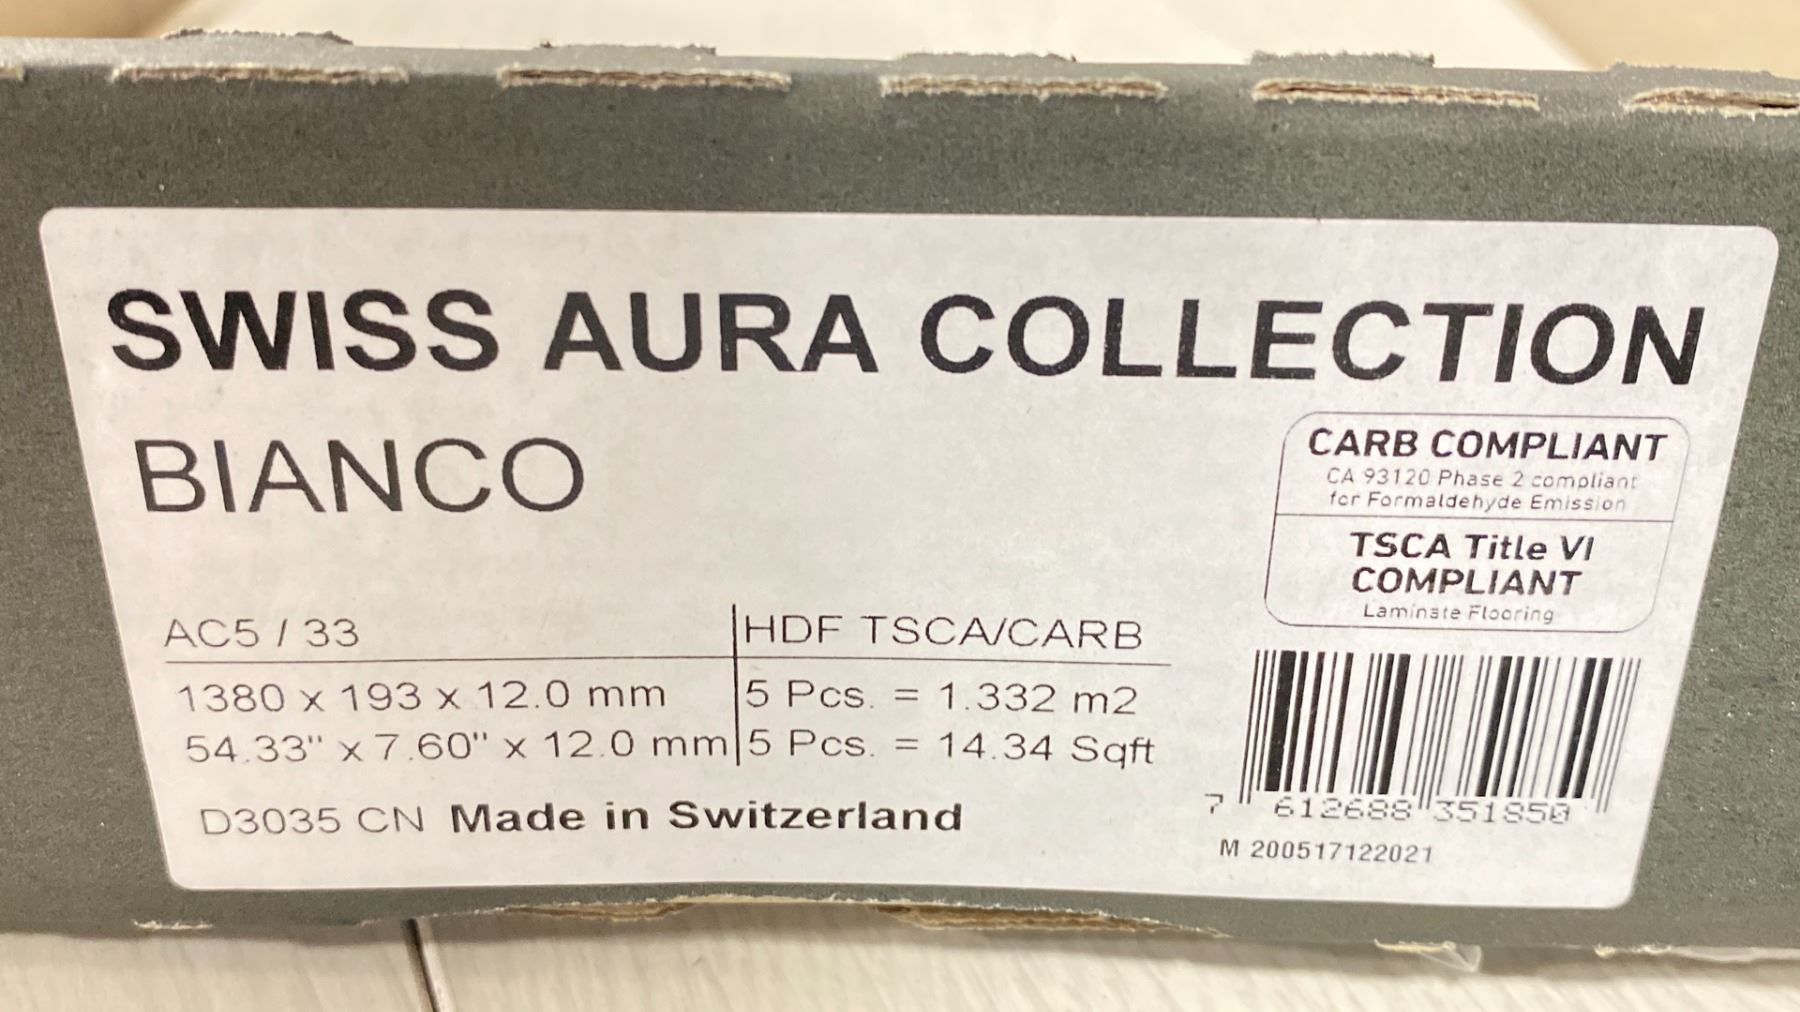 SWISS AURA COLLECTION
BIANCO
CARB COMPLIANT
CA 93120 Phase 2 compliant
for Formaldehyde Emission
TSCA Title VI
COMPLIANT
Laminate Flooring
AC5 / 33 HDF TSCA/CARB
1380 x 193 x 12.0 mm 5 Pcs. = 1.332 m2
54.33" x 7.60" x 12.0 mm 5 Pcs. = 14.34 Sqft
D3035 CN Made in Switzerland
7 612688 351850
M 200517122021